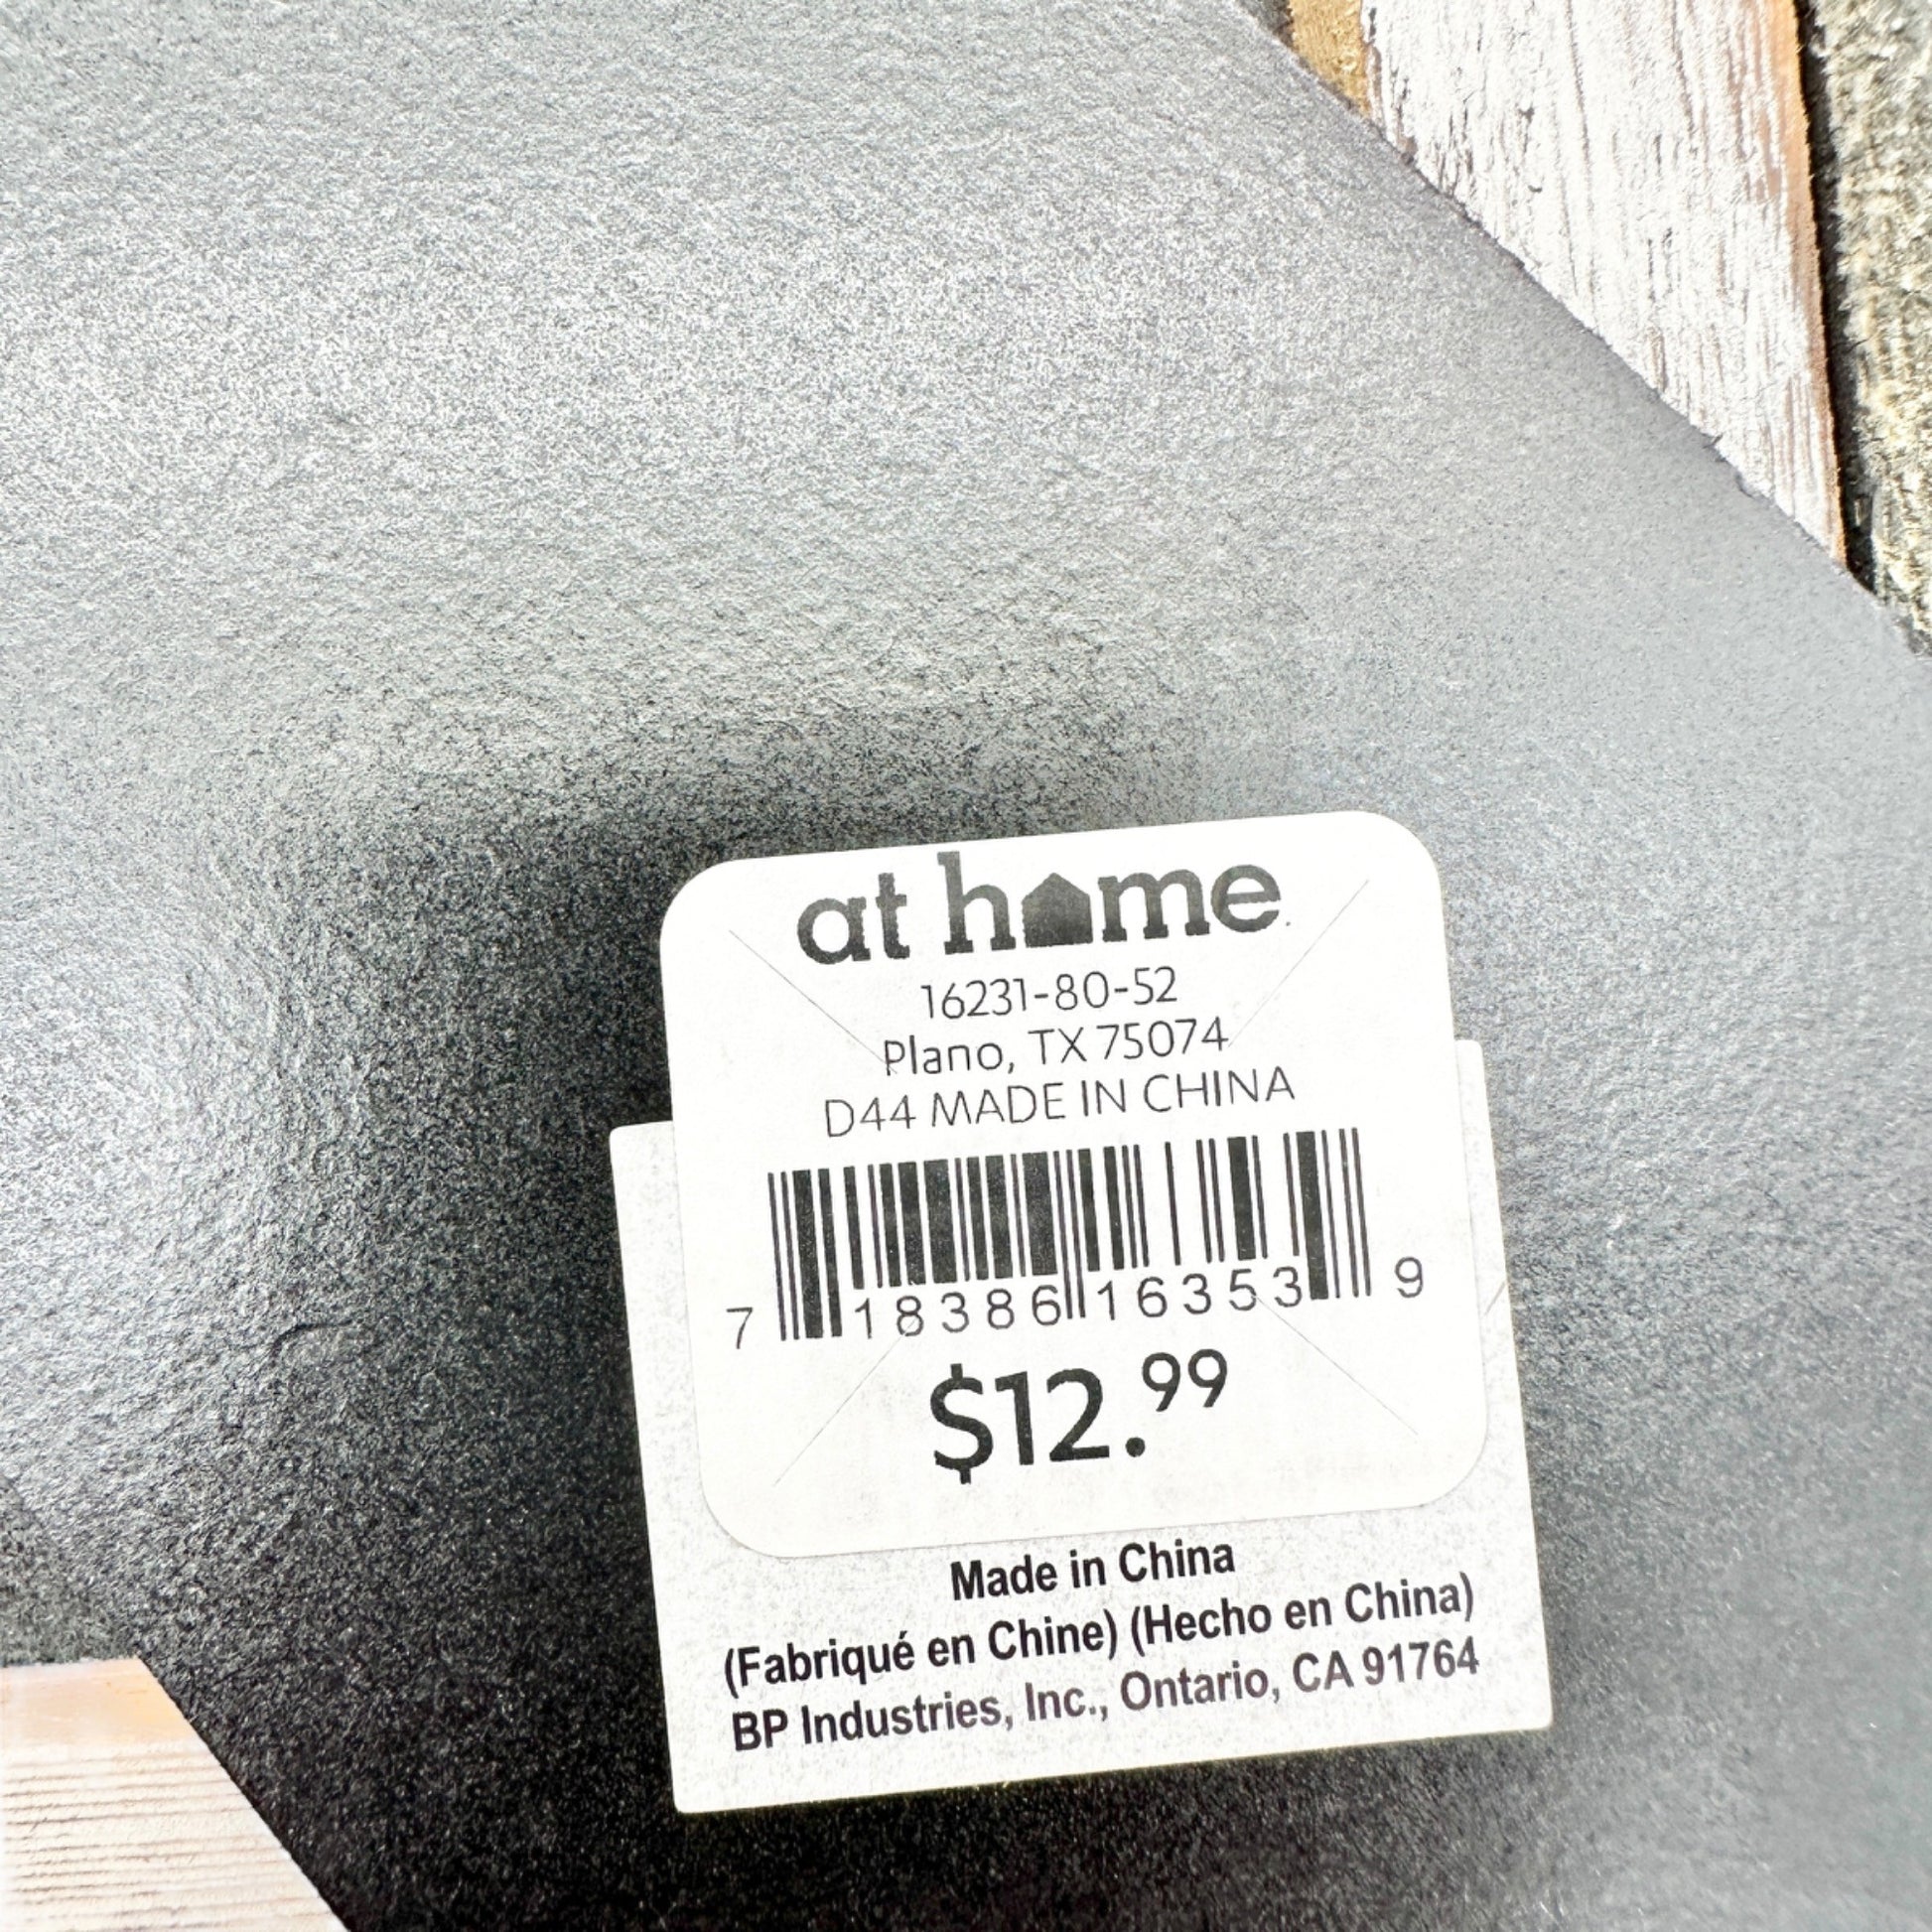 at home
16231-80-52
Plano, TX 75074
D44 MADE IN CHINA
7 18386 16353 9
$12.99
Made in China
(Fabriqué en Chine) (Hecho en China)
BP Industries, Inc., Ontario, CA 91764